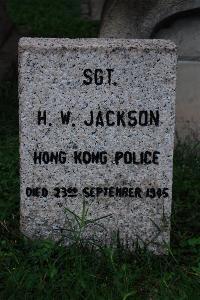 SGT.
H. W. JACKSON
HONG KONG POLICE
DIED 23RD SEPTEMBER 1945